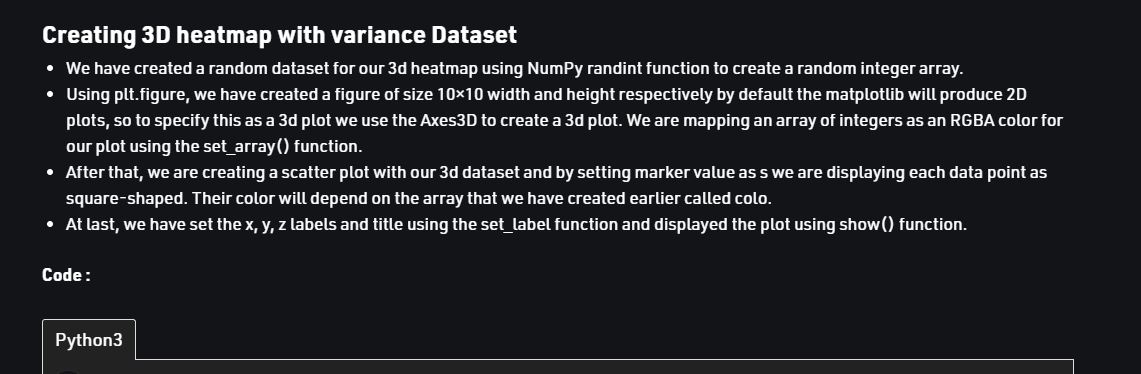 Creating 3D heatmap with variance Dataset
• We have created a random dataset for our 3d heatmap using NumPy randint function to create a random integer array.
• Using plt.figure, we have created a figure of size 10×10 width and height respectively by default the matplotlib will produce 2D
plots, so to specify this as a 3d plot we use the Axes3D to create a 3d plot. We are mapping an array of integers as an RGBA color for
our plot using the set_array() function.
• After that, we are creating a scatter plot with our 3d dataset and by setting marker value as s we are displaying each data point as
square-shaped. Their color will depend on the array that we have created earlier called colo.
• At last, we have set the x, y, z labels and title using the set_label function and displayed the plot using show() function.
Code :
Python3